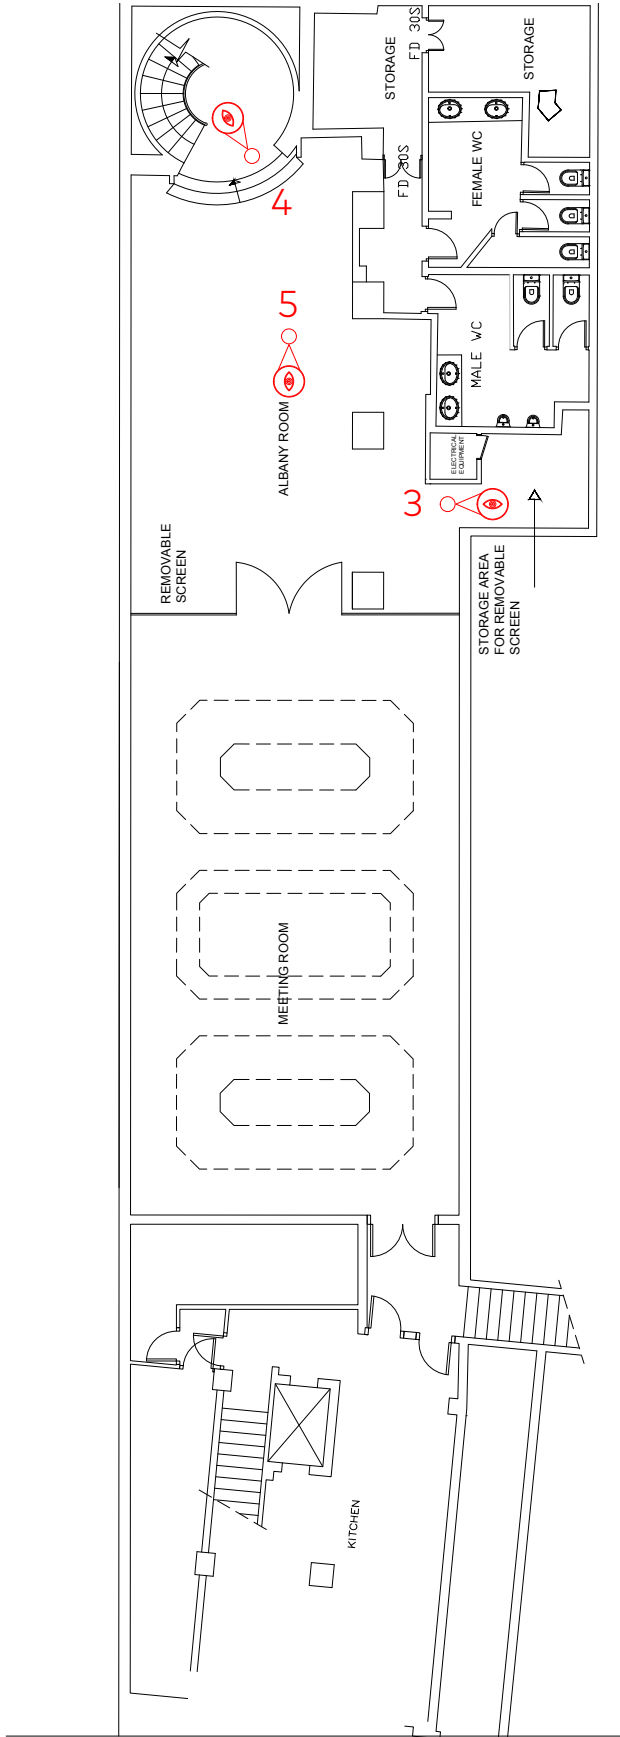 STORAGE
FD 30S
STORAGE
FD 30S
FEMALE WC
4
5
MALE WC
ALBANY ROOM
ELECTRICAL
EQUIPMENT
3
REMOVABLE
SCREEN
STORAGE AREA
FOR REMOVABLE
SCREEN
MEETING ROOM
KITCHEN